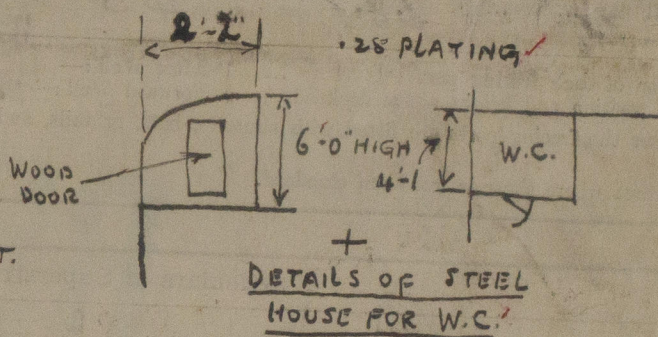 2'-2"
.28 PLATING
WOOD
DOOR
6'-0" HIGH
4'-1
W.C.
T.
DETAILS OF STEEL
HOUSE FOR W.C.